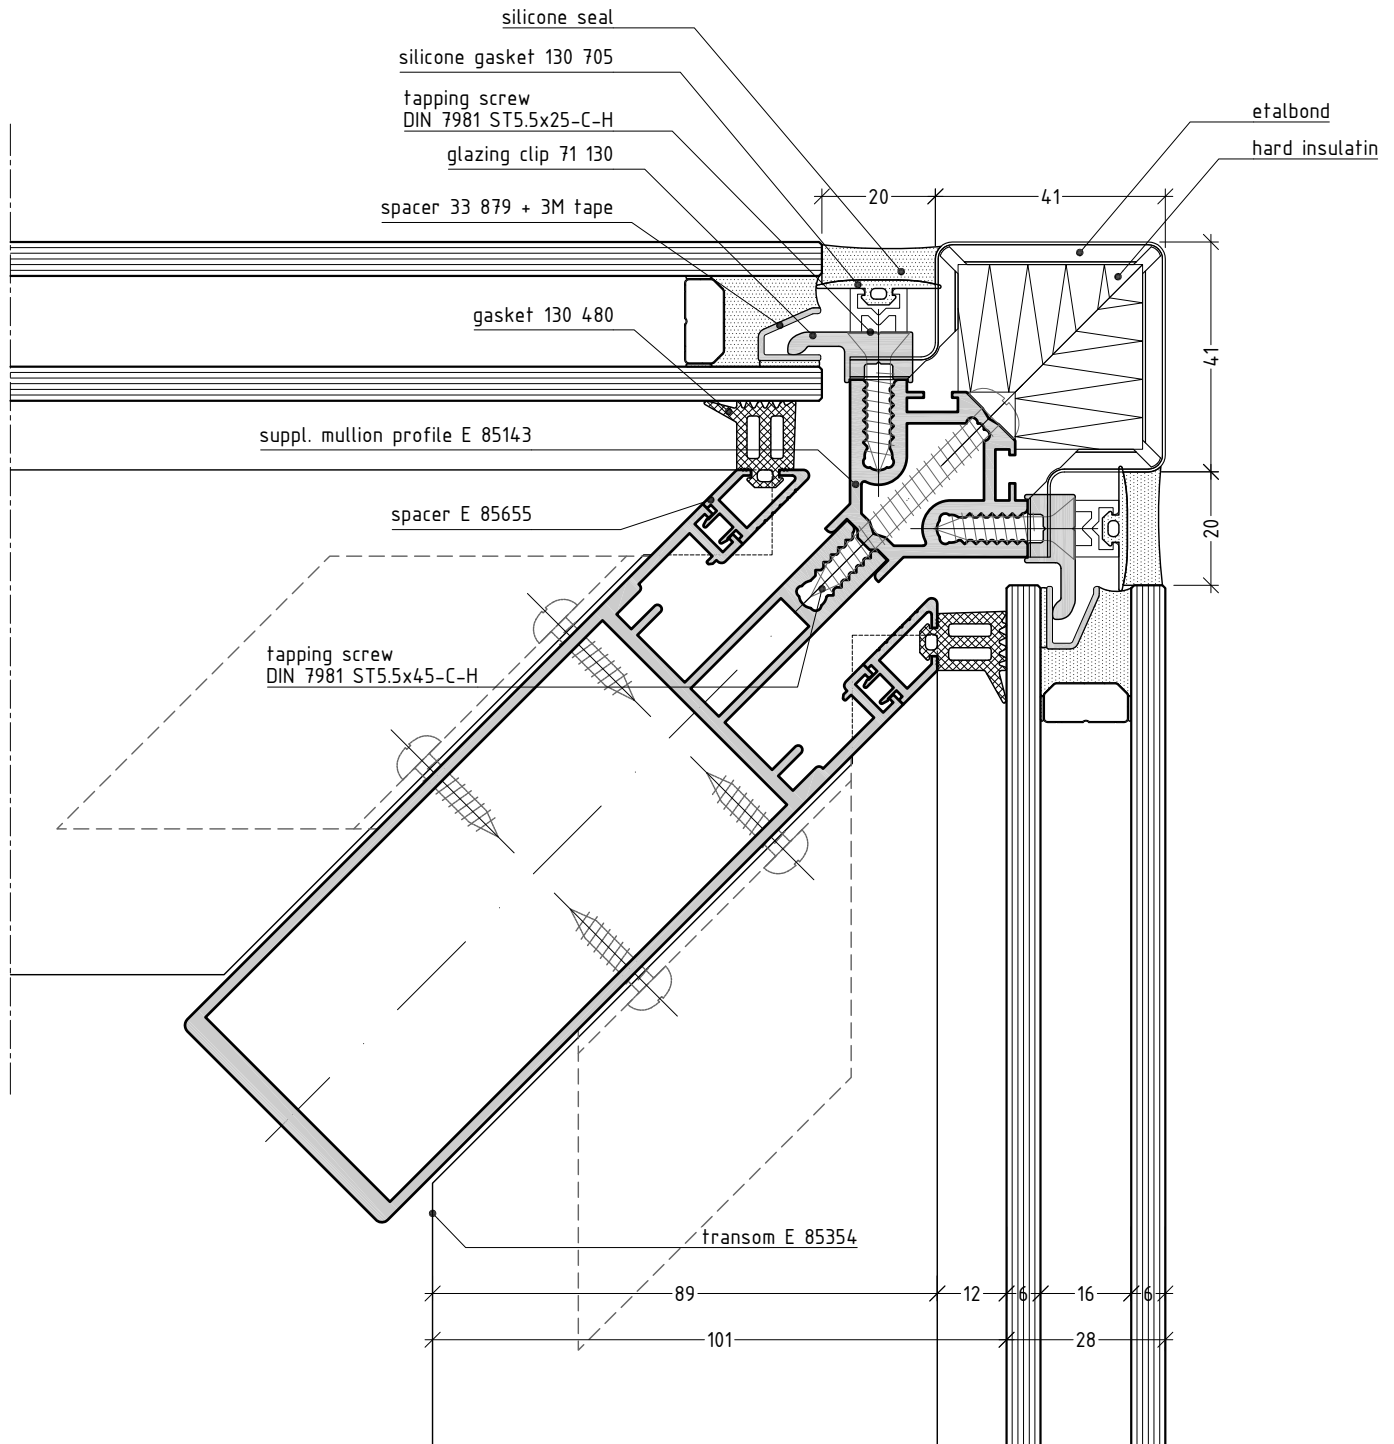 silicone seal
silicone gasket 130 705
tapping screw
DIN 7981 ST5.5x25-C-H
glazing clip 71 130
spacer 33 879 + 3M tape
gasket 130 480
suppl. mullion profile E 85143
spacer E 85655
tapping screw
DIN 7981 ST5.5x45-C-H
etalbond
hard insulatin
20
41
41
20
transom E 85354
89
12
6
16
6
101
28